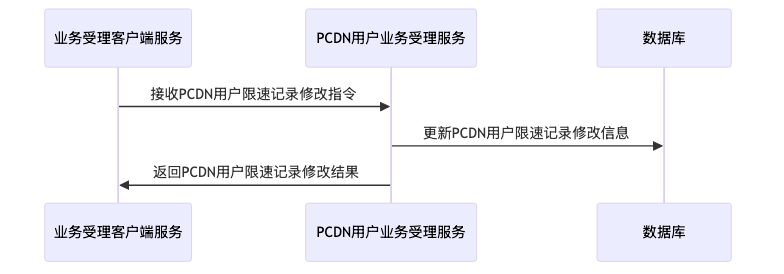 业务受理客户端服务
PCDN用户业务受理服务
数据库
接收PCDN用户限速记录修改指令
更新PCDN用户限速记录修改信息
返回PCDN用户限速记录修改结果
业务受理客户端服务
PCDN用户业务受理服务
数据库